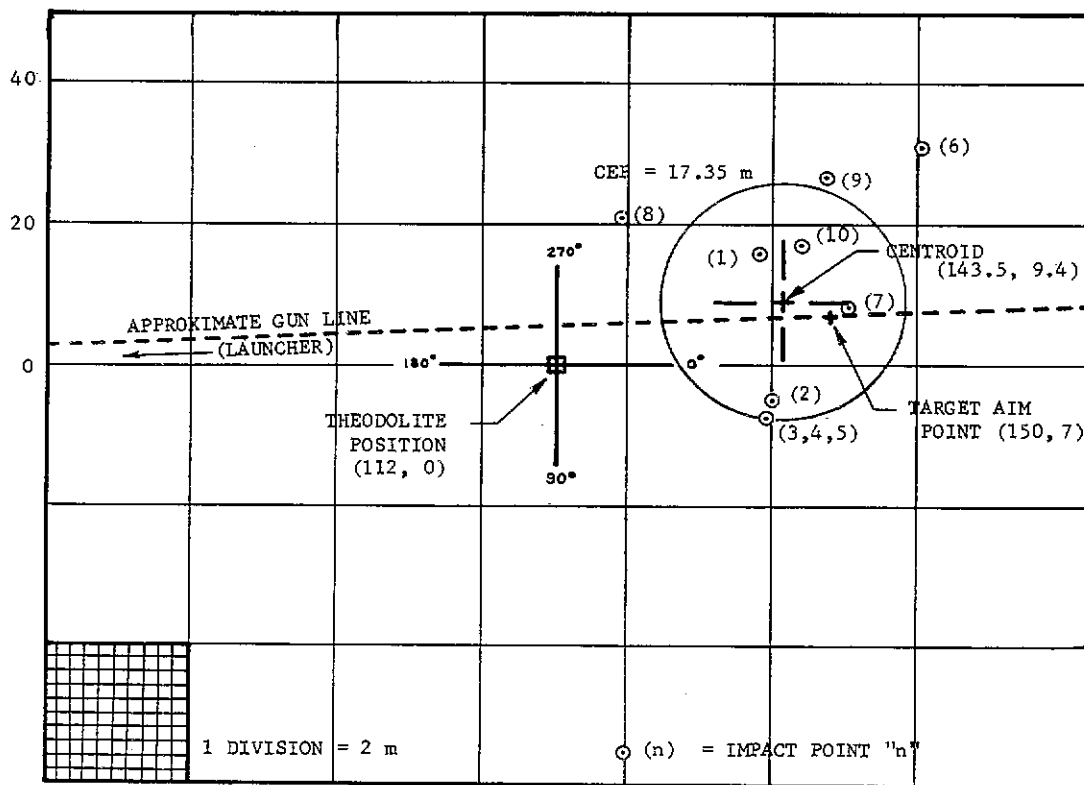 40
(6)
CEP = 17.35 m
(9)
20
(8)
270°
(1)
(10)
CENTROID
(143.5, 9.4)
(7)
APPROXIMATE GUN LINE
(LAUNCHER)
0
180°
0°
(2)
THEODOLITE
POSITION
(112, 0)
(3,4,5)
TARGET AIM
POINT (150,7)
90°
1 DIVISION = 2 m
(n) = IMPACT POINT "n"